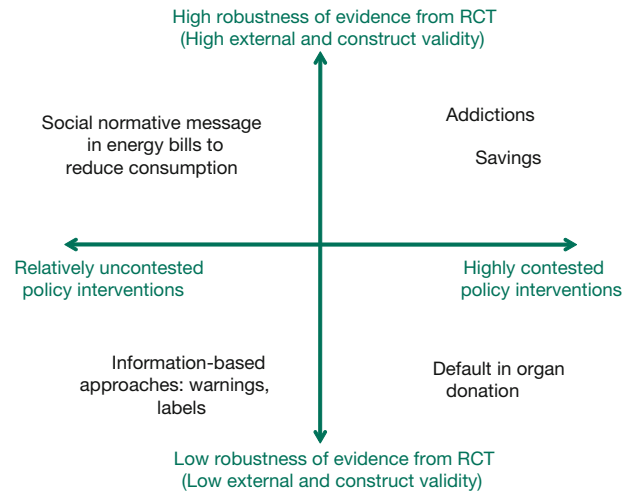 High robustness of evidence from RCT
(High external and construct validity)
Social normative message
in energy bills to
reduce consumption
Addictions
Savings
Relatively uncontested
policy interventions
Highly contested
policy interventions
Information-based
approaches: warnings,
labels
Default in organ
donation
Low robustness of evidence from RCT
(Low external and construct validity)